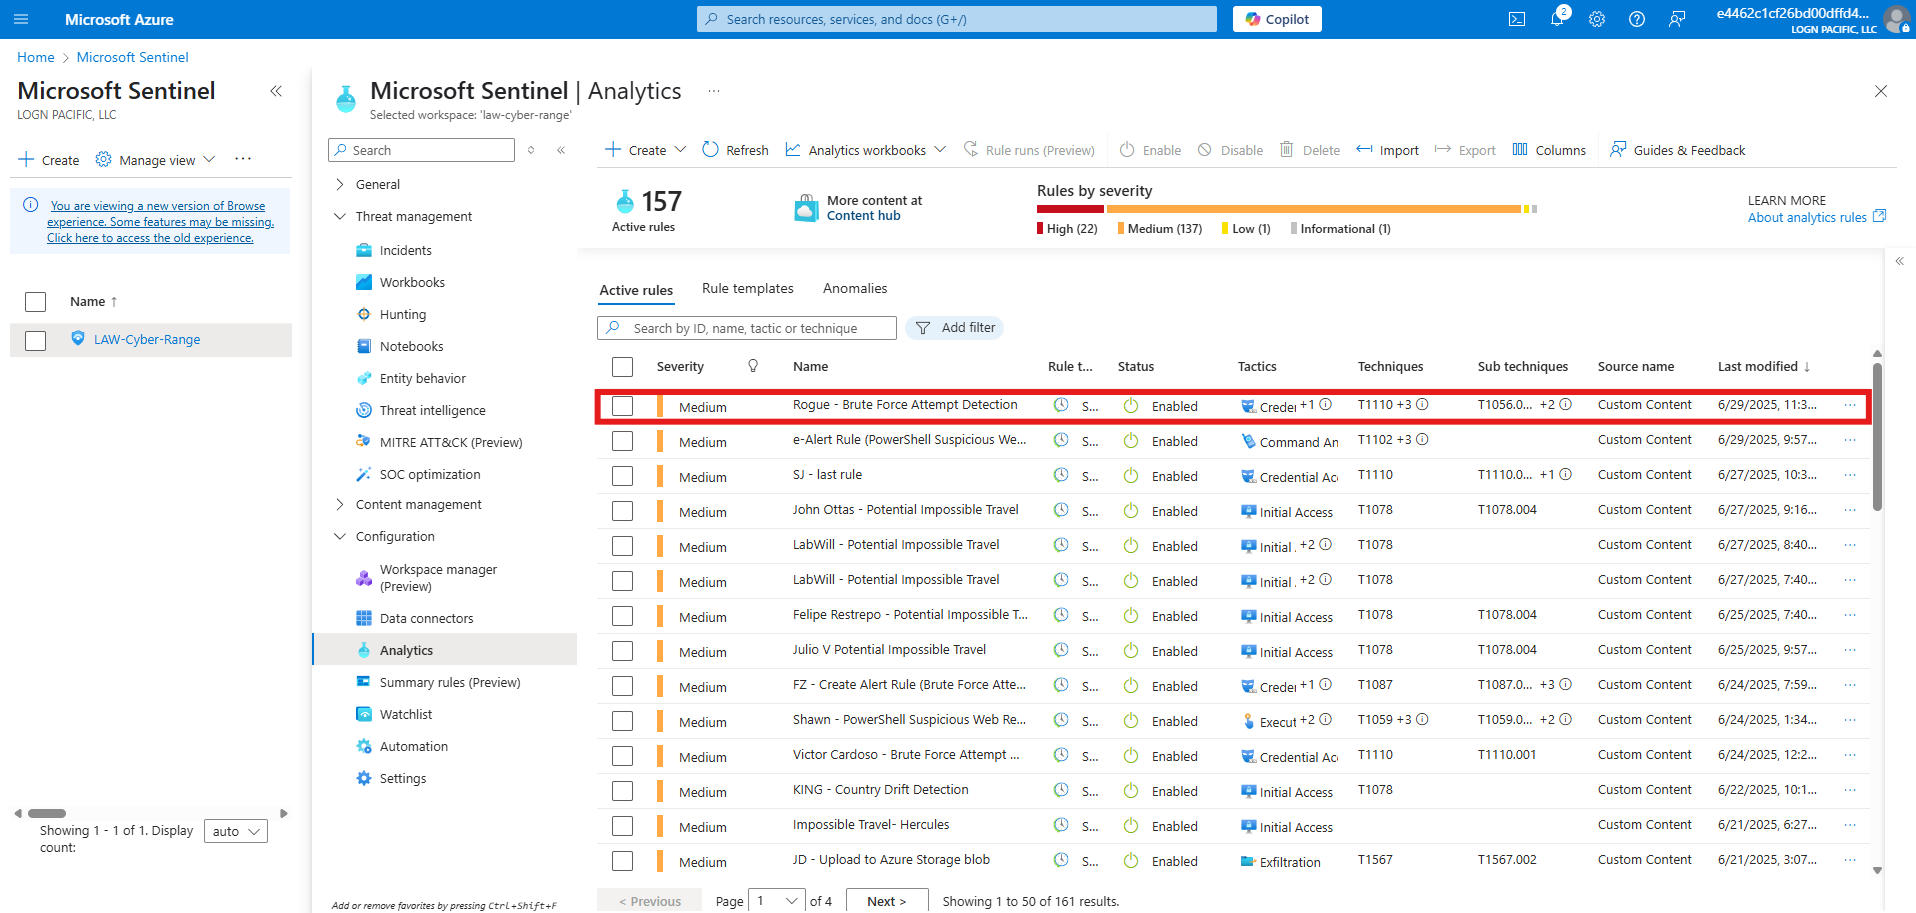 Microsoft Azure
Search resources, services, and docs (G+/)
Copilot
2
e4462c1cf26bd00dffd4...
LOGN PACIFIC, LLC
Home > Microsoft Sentinel
Microsoft Sentinel
LOGN PACIFIC, LLC
Create
Manage view
You are viewing a new version of Browse
experience. Some features may be missing.
Click here to access the old experience.
Name ↑
LAW-Cyber-Range
Showing 1 - 1 of 1. Display
count:
auto
Microsoft Sentinel | Analytics
Selected workspace: 'law-cyber-range'
Search
General
Threat management
Incidents
Workbooks
Hunting
Notebooks
Entity behavior
Threat intelligence
MITRE ATT&CK (Preview)
SOC optimization
Content management
Configuration
Workspace manager
(Preview)
Data connectors
Analytics
Summary rules (Preview)
Watchlist
Automation
Settings
Add or remove favorites by pressing Ctrl+Shift+F
Create Refresh Analytics workbooks Rule runs (Preview) Enable Disable Delete Import Export Columns Guides & Feedback
157
Active rules
More content at
Content hub
Rules by severity
High (22) Medium (137) Low (1) Informational (1)
LEARN MORE
About analytics rules
Active rules Rule templates Anomalies
Search by ID, name, tactic or technique
Add filter
Severity Name Rule t... Status Tactics Techniques Sub techniques Source name Last modified ↓
Medium Rogue - Brute Force Attempt Detection S... Enabled Creder +1 T1110 +3 T1056.0... +2 Custom Content 6/29/2025, 11:3... ...
Medium e-Alert Rule (PowerShell Suspicious We... S... Enabled Command An T1102 +3 Custom Content 6/29/2025, 9:57... ...
Medium SJ - last rule S... Enabled Credential Ac T1110 T1110.0... +1 Custom Content 6/27/2025, 10:3... ...
Medium John Ottas - Potential Impossible Travel S... Enabled Initial Access T1078 T1078.004 Custom Content 6/27/2025, 9:16... ...
Medium LabWill - Potential Impossible Travel S... Enabled Initial . +2 T1078 Custom Content 6/27/2025, 8:40... ...
Medium LabWill - Potential Impossible Travel S... Enabled Initial . +2 T1078 Custom Content 6/27/2025, 7:40... ...
Medium Felipe Restrepo - Potential Impossible T... S... Enabled Initial Access T1078 T1078.004 Custom Content 6/25/2025, 7:40... ...
Medium Julio V Potential Impossible Travel S... Enabled Initial Access T1078 T1078.004 Custom Content 6/25/2025, 9:57... ...
Medium FZ - Create Alert Rule (Brute Force Atte... S... Enabled Creder +1 T1087 T1087.0... +3 Custom Content 6/24/2025, 7:59... ...
Medium Shawn - PowerShell Suspicious Web Re... S... Enabled Execut +2 T1059 +3 T1059.0... +2 Custom Content 6/24/2025, 1:34... ...
Medium Victor Cardoso - Brute Force Attempt ... S... Enabled Credential Ac T1110 T1110.001 Custom Content 6/24/2025, 12:2... ...
Medium KING - Country Drift Detection S... Enabled Initial Access T1078 Custom Content 6/22/2025, 10:1... ...
Medium Impossible Travel- Hercules S... Enabled Initial Access Custom Content 6/21/2025, 6:27... ...
Medium JD - Upload to Azure Storage blob S... Enabled Exfiltration T1567 T1567.002 Custom Content 6/21/2025, 3:07... ...
< Previous Page 1 of 4 Next > Showing 1 to 50 of 161 results.